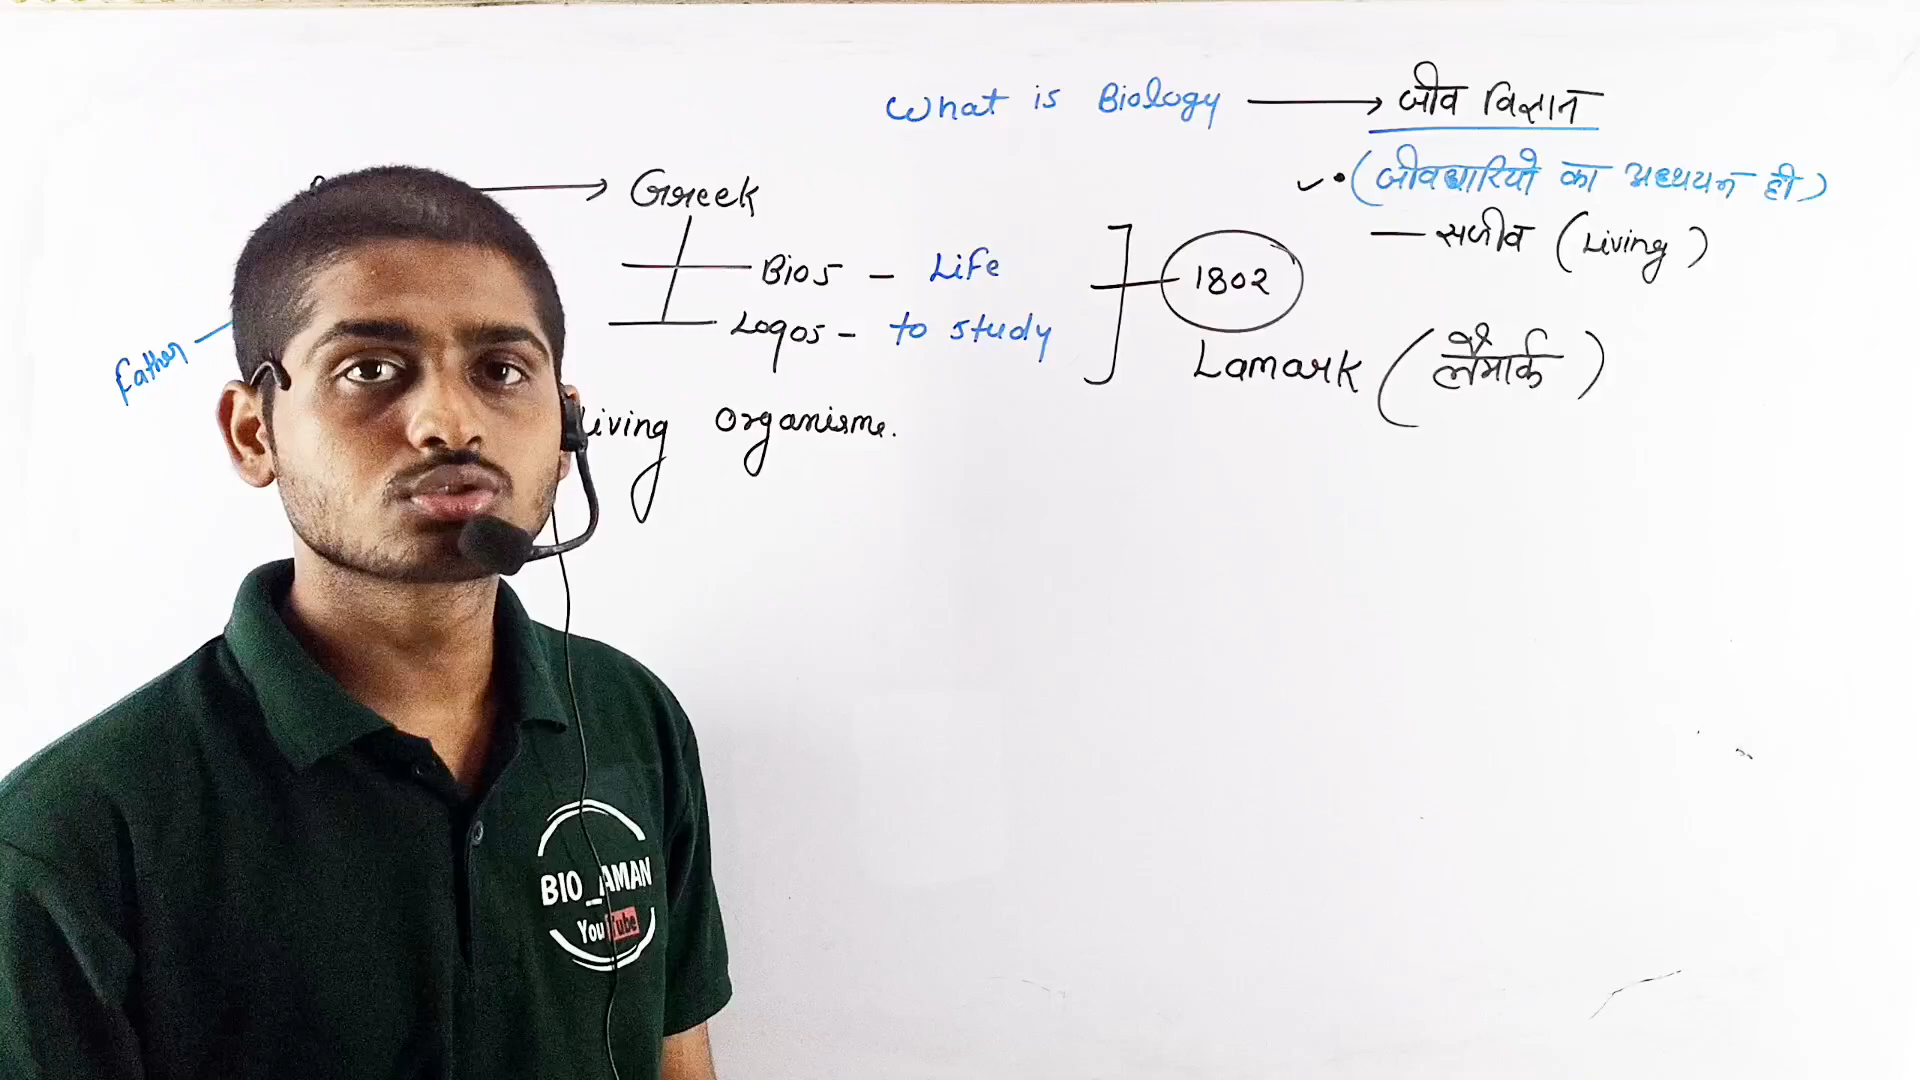 What is Biology → जीव विज्ञान
(जीवधारियो का अध्ययन ही)
— सजीव (Living)
Greek
Bios - Life
Logos - to study
1802
Lamark (लैमार्क)
Father
living organisme.
BIO_AMAN
YouTube